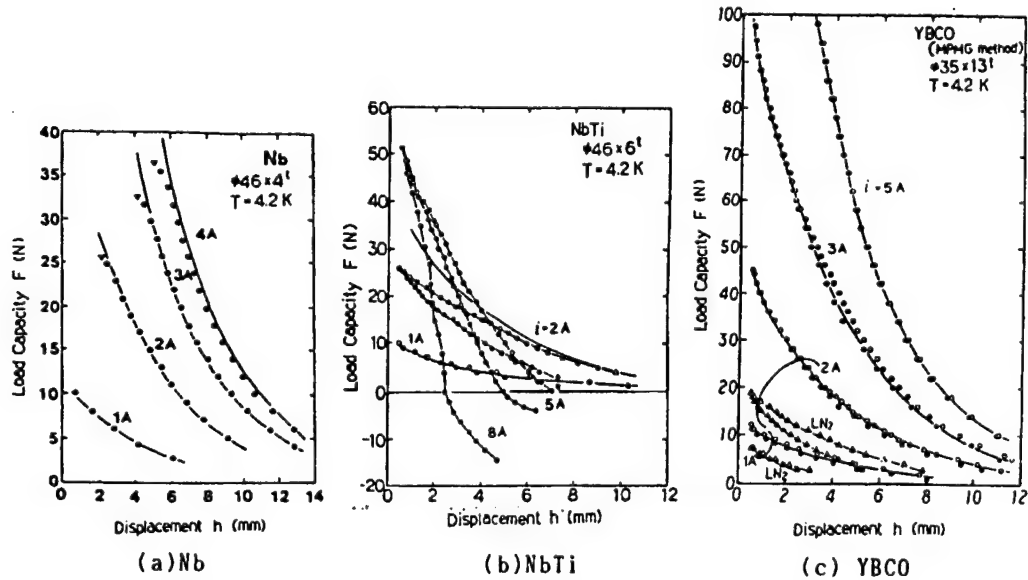 Load Capacity F (N)
40
35
30
25
20
15
10
5
0
0 2 4 6 8 10 12 14
Nb
φ46×4ᵗ
T=4.2K
4A
3A
2A
1A
Displacement h (mm)
(a)Nb
Load Capacity F (N)
60
50
40
30
20
10
0
-10
-20
0 2 4 6 8 10 12
NbTi
φ46×6ᵗ
T=4.2K
i=2A
1A
5A
8A
Displacement h (mm)
(b)NbTi
Load Capacity F (N)
100
90
80
70
60
50
40
30
20
10
0
0 2 4 6 8 10 12
YBCO
(MPMG method)
φ35×13ᵗ
T=4.2K
i=5A
3A
2A
LN₂
1A
LN₂
Displacement h (mm)
(c) YBCO